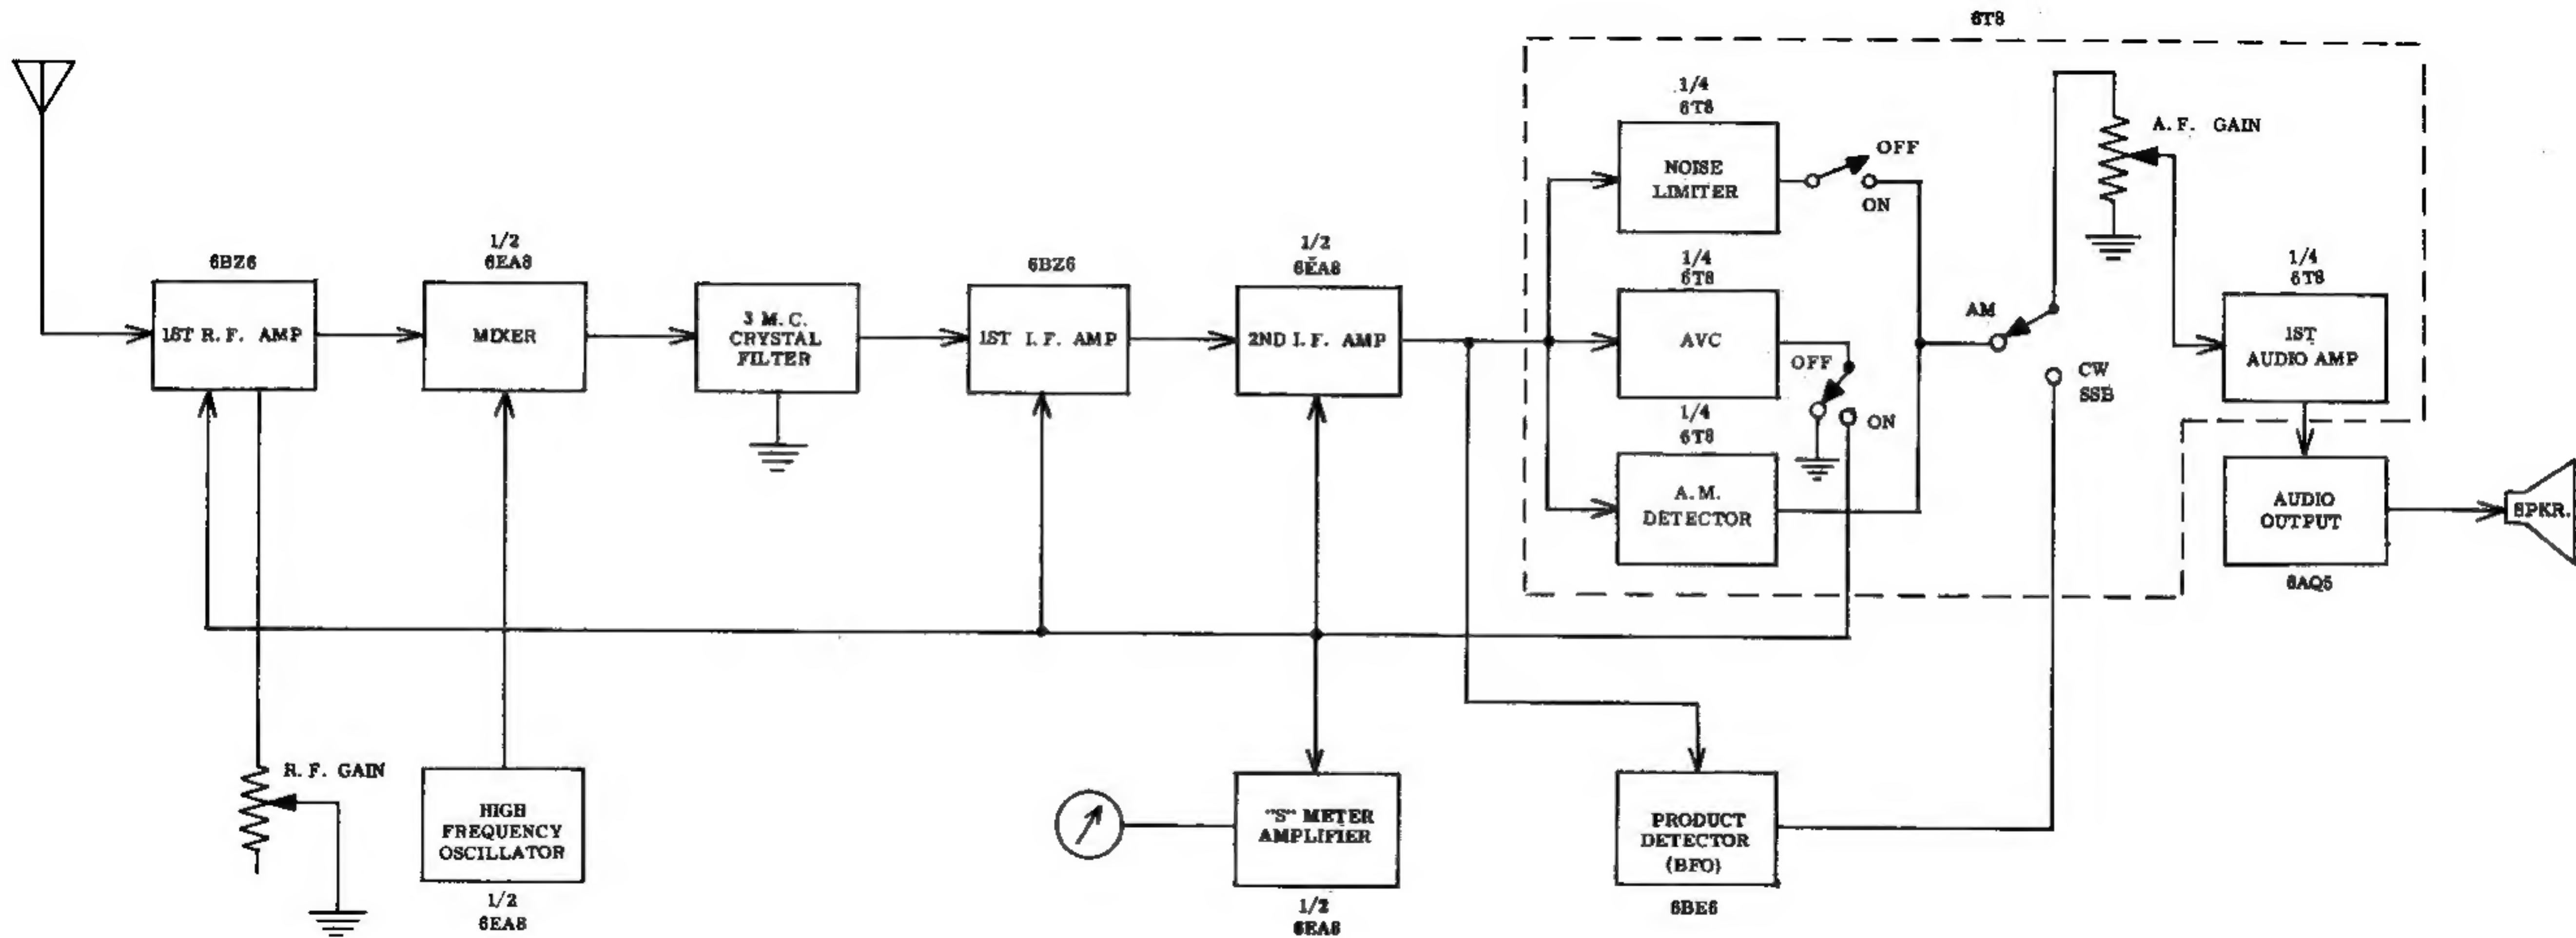 6T8
1/4
6T8
NOISE
LIMITER
OFF
ON
A.F. GAIN
6BZ6
1ST R.F. AMP
1/2
6EA8
MIXER
3 M.C.
CRYSTAL
FILTER
6BZ6
1ST I.F. AMP
1/2
6EA8
2ND I.F. AMP
1/4
6T8
AVC
OFF
ON
1/4
6T8
A.M.
DETECTOR
AM
CW
SSB
1/4
6T8
1ST
AUDIO AMP
AUDIO
OUTPUT
6AQ5
SPKR.
R.F. GAIN
HIGH
FREQUENCY
OSCILLATOR
1/2
6EA8
"S" METER
AMPLIFIER
1/2
6EA8
PRODUCT
DETECTOR
(BFO)
6BE6